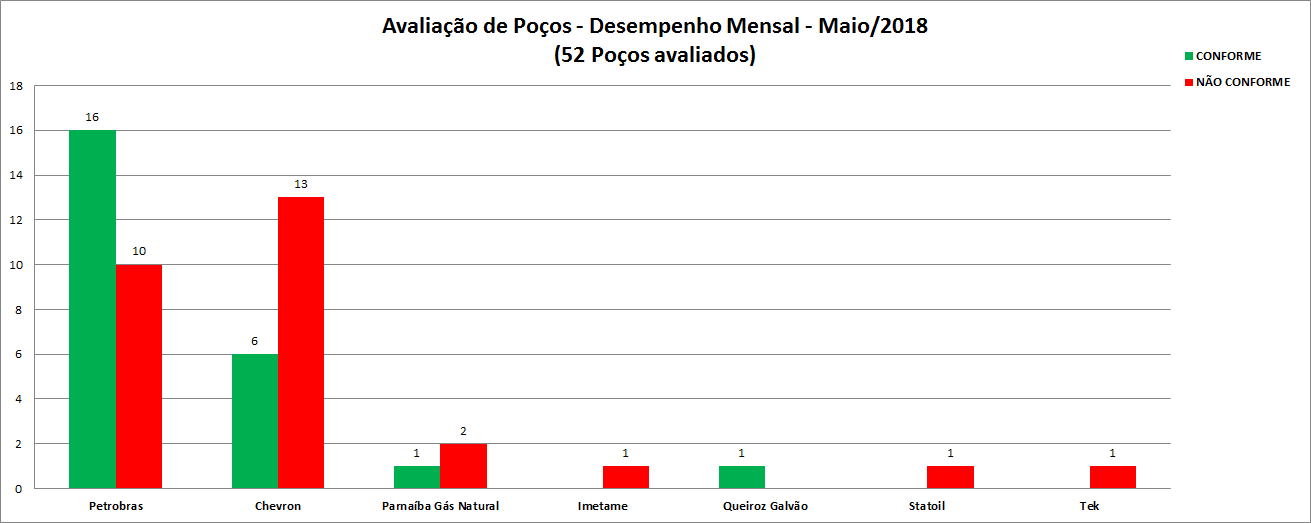 Avaliação de Poços - Desempenho Mensal - Maio/2018
(52 Poços avaliados)
CONFORME
NÃO CONFORME
18
16
14
12
10
8
6
4
2
0
16
10
6
13
1
2
1
1
1
1
Petrobras
Chevron
Parnaíba Gás Natural
Imetame
Queiroz Galvão
Statoil
Tek